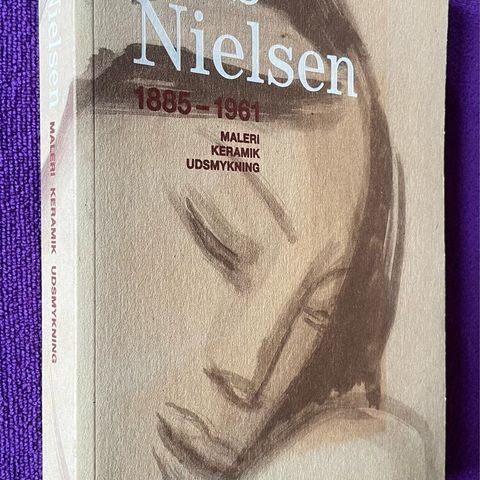 Nielsen
1885–1961
MALERI
KERAMIK
UDSMYKNING
Nielsen MALERI KERAMIK UDSMYKNING